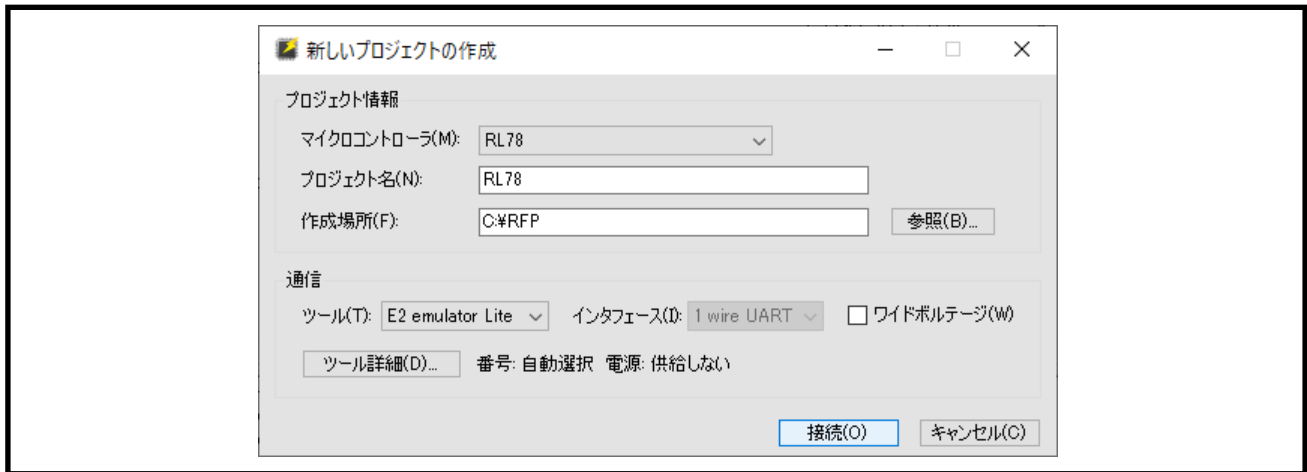 新しいプロジェクトの作成
プロジェクト情報
マイクロコントローラ(M): RL78
プロジェクト名(N): RL78
作成場所(F): C:¥RFP 参照(B)...
通信
ツール(T): E2 emulator Lite インタフェース(I): 1 wire UART ワイドボルテージ(W)
ツール詳細(D)... 番号: 自動選択 電源: 供給しない
接続(O) キャンセル(C)